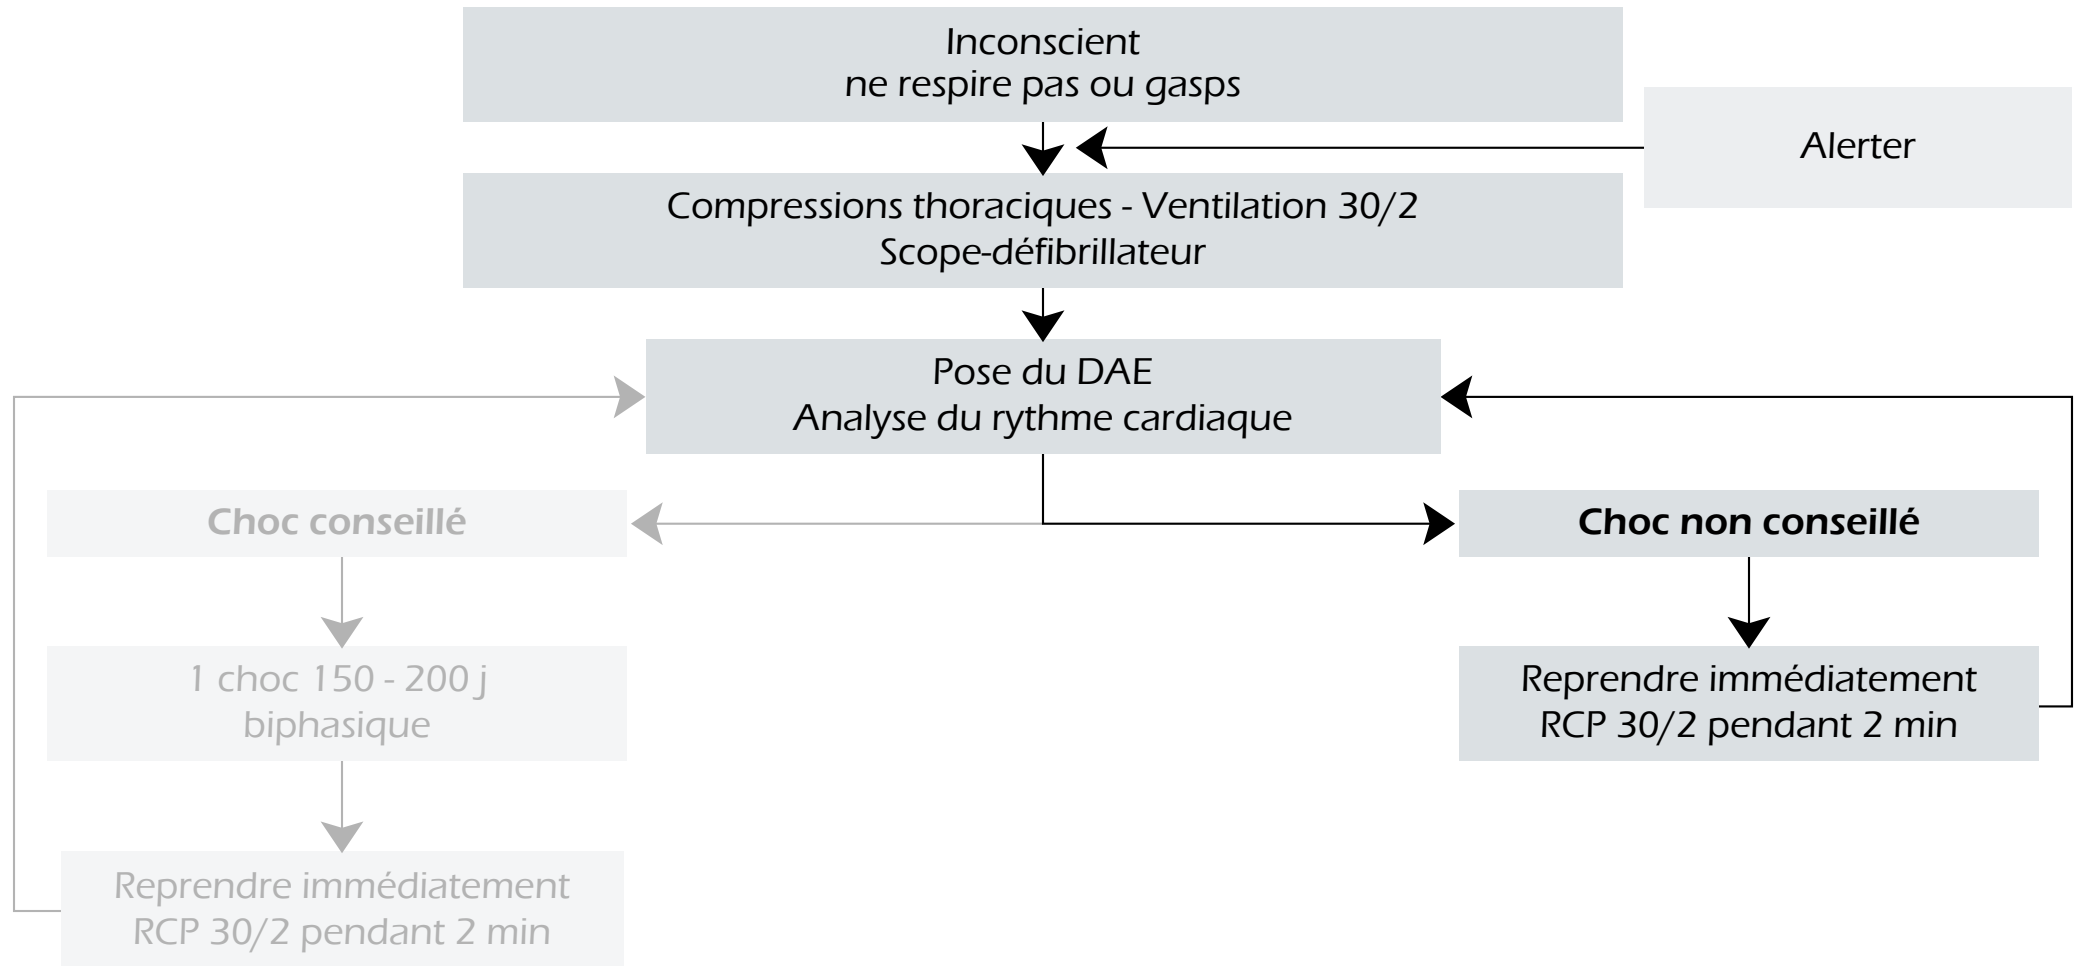 Inconscient
ne respire pas ou gasps
Alerter
Compressions thoraciques - Ventilation 30/2
Scope-défibrillateur
Pose du DAE
Analyse du rythme cardiaque
Choc conseillé
Choc non conseillé
1 choc 150 - 200 j
biphasique
Reprendre immédiatement
RCP 30/2 pendant 2 min
Reprendre immédiatement
RCP 30/2 pendant 2 min